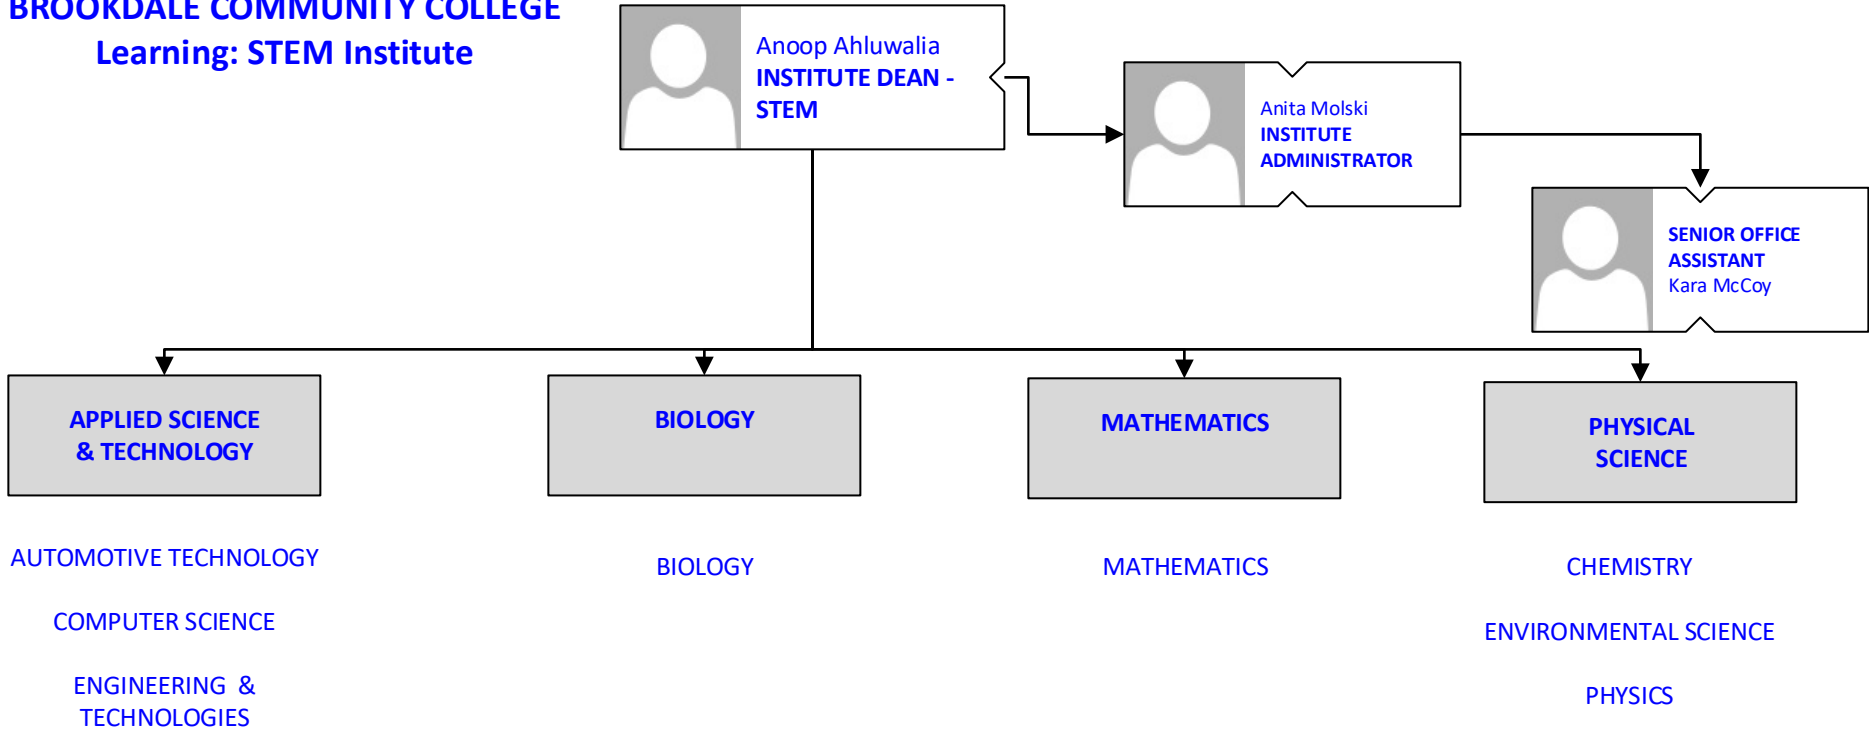 BROOKDALE COMMUNITY COLLEGE
Learning: STEM Institute
Anoop Ahluwalia
INSTITUTE DEAN -
STEM
Anita Molski
INSTITUTE
ADMINISTRATOR
SENIOR OFFICE
ASSISTANT
Kara McCoy
APPLIED SCIENCE
& TECHNOLOGY
BIOLOGY
MATHEMATICS
PHYSICAL
SCIENCE
AUTOMOTIVE TECHNOLOGY
COMPUTER SCIENCE
ENGINEERING &
TECHNOLOGIES
BIOLOGY
MATHEMATICS
CHEMISTRY
ENVIRONMENTAL SCIENCE
PHYSICS